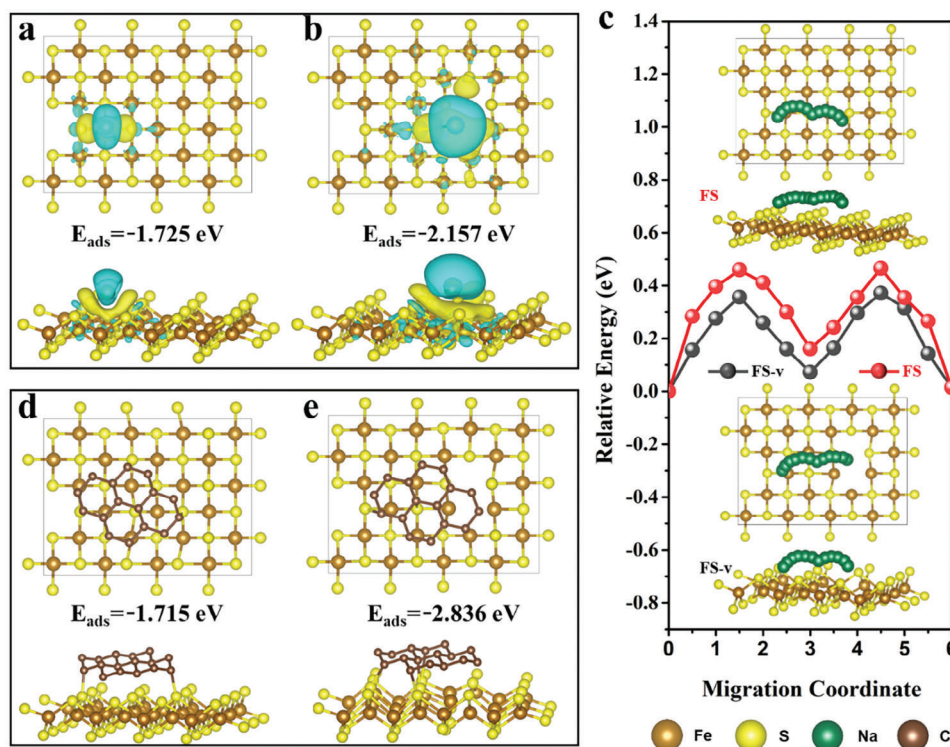 a
b
E_ads=-1.725 eV
E_ads=-2.157 eV
d
e
E_ads=-1.715 eV
E_ads=-2.836 eV
c
Relative Energy (eV)
1.4
1.2
1.0
0.8
0.6
0.4
0.2
0.0
-0.2
-0.4
-0.6
-0.8
FS
FS-v
FS
FS-v
0 1 2 3 4 5 6
Migration Coordinate
Fe S Na C